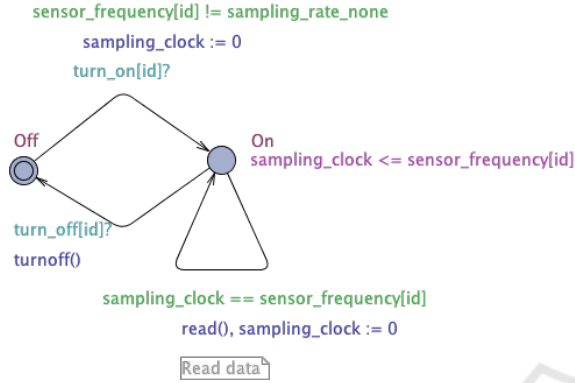 sensor_frequency[id] != sampling_rate_none
sampling_clock := 0
turn_on[id]?
Off
On
sampling_clock <= sensor_frequency[id]
turn_off[id]?
turnoff()
sampling_clock == sensor_frequency[id]
read(), sampling_clock := 0
Read data